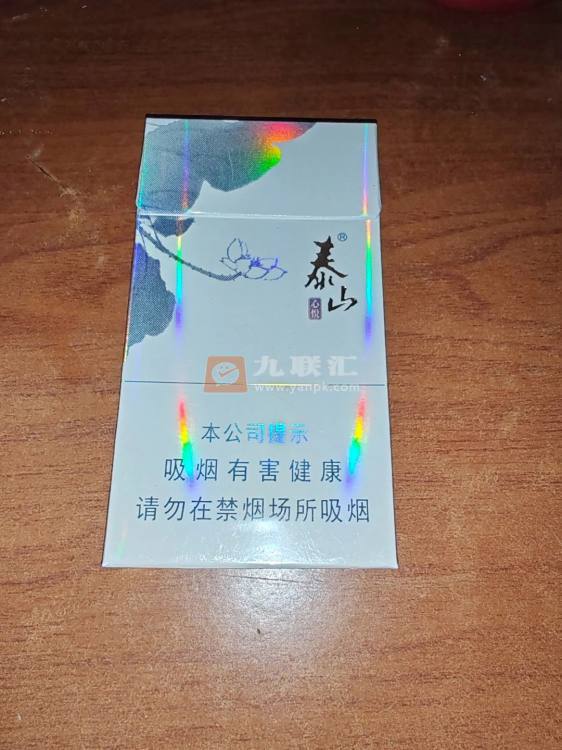 泰山®
心悦
九联汇
www.yanpk.com
本公司提示
吸烟有害健康
请勿在禁烟场所吸烟